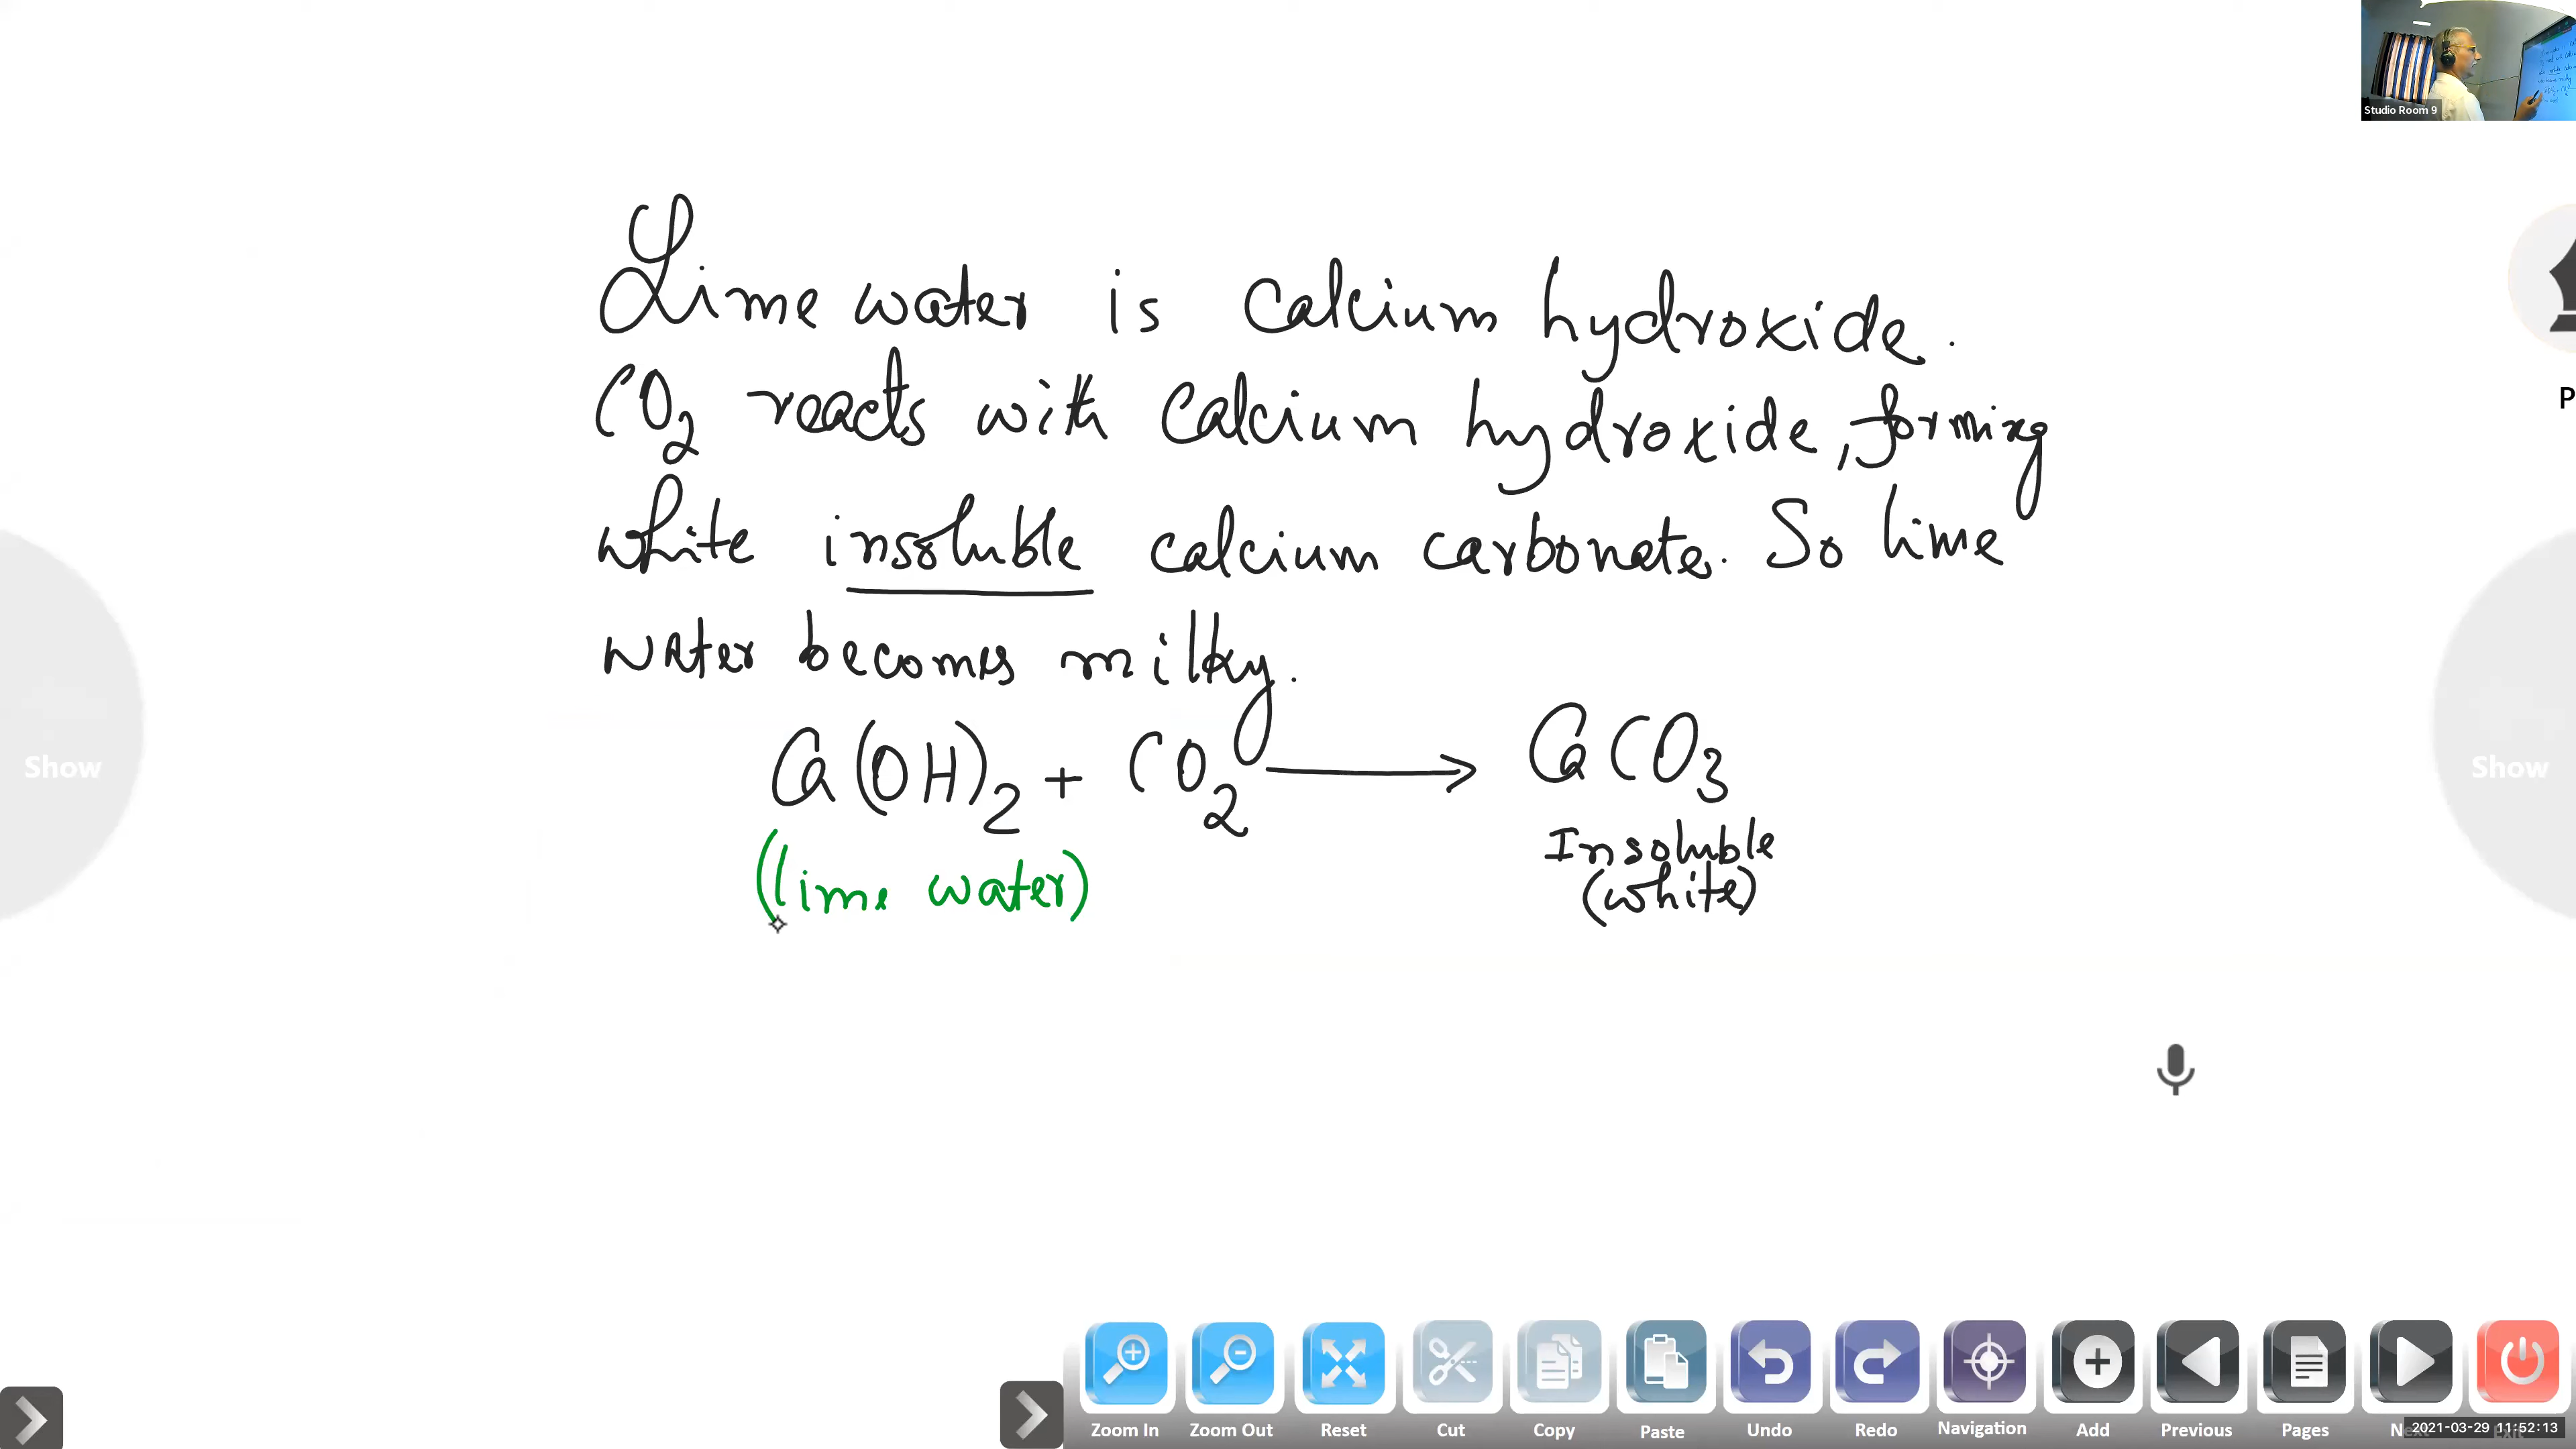 Studio Room 9
Lime water is calcium hydroxide.
CO2 reacts with calcium hydroxide, forming
P
white insoluble calcium carbonate. So lime
water becomes milky.
Ca(OH)2 + CO2 ⟶ CaCO3
Show
Show
Insoluble
(lime water)
(white)
Zoom In Zoom Out Reset Cut Copy Paste Undo Redo Navigation Add Previous Pages
2021-03-29 11:52:13